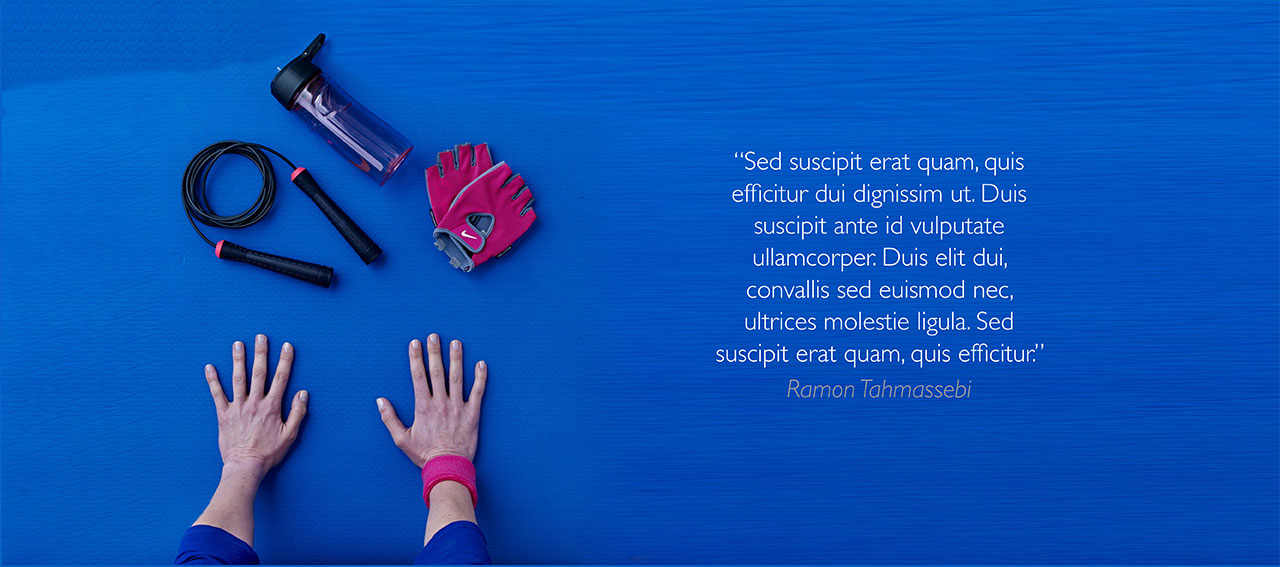 “Sed suscipit erat quam, quis
efficitur dui dignissim ut. Duis
suscipit ante id vulputate
ullamcorper. Duis elit dui,
convallis sed euismod nec,
ultrices molestie ligula. Sed
suscipit erat quam, quis efficitur.”
Ramon Tahmassebi